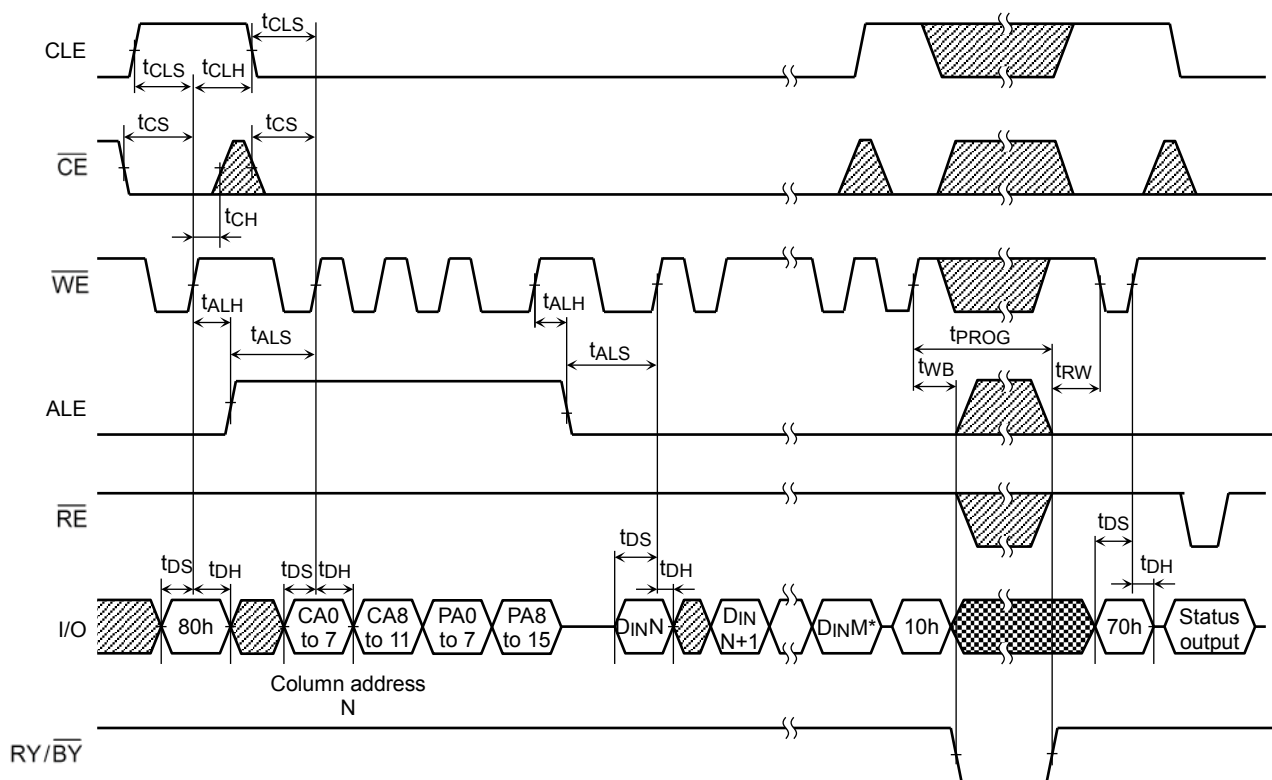 tCLS
CLE
tCLS tCLH
tCS tCS
CE
tCH
WE
tALH tALH
tALS tALS tPROG
tWB tRW
ALE
RE
tDS tDH tDS tDH tDS tDH tDS tDH
I/O
80h
CA0
to 7
CA8
to 11
PA0
to 7
PA8
to 15
DINN
DIN
N+1
DINM*
10h
70h
Status
output
Column address
N
RY/BY